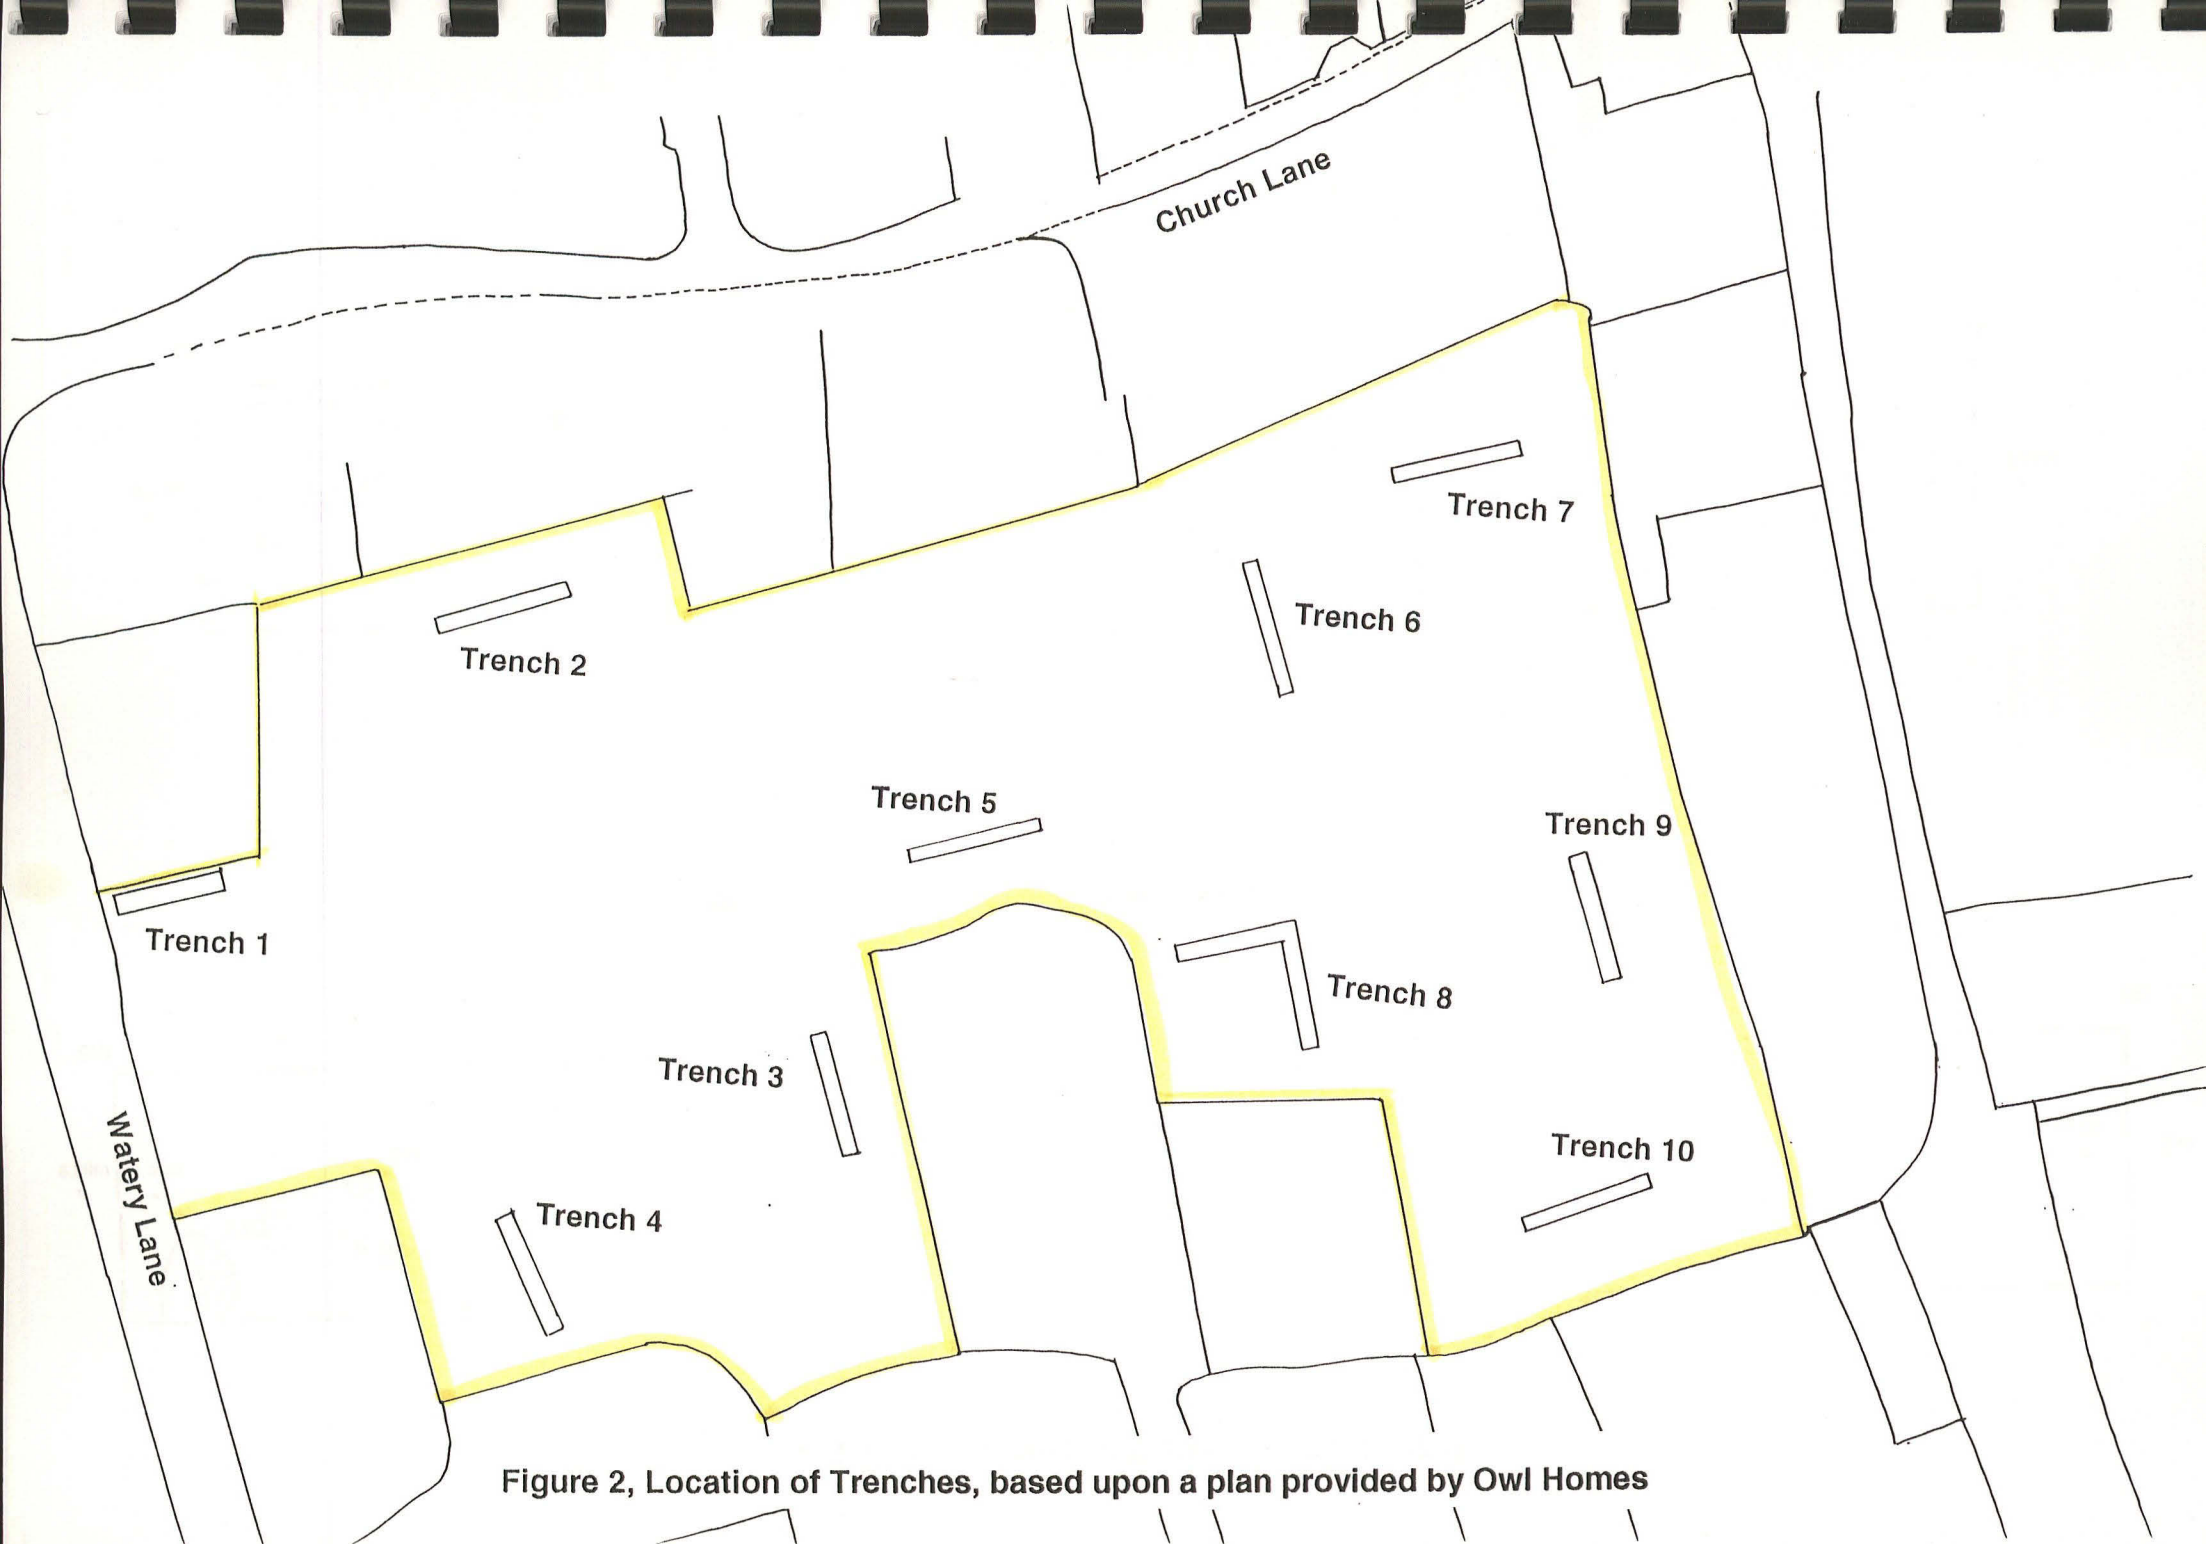 Church Lane
Trench 7
Trench 6
Trench 2
Trench 5
Trench 9
Trench 1
Trench 8
Trench 3
Watery Lane
Trench 10
Trench 4
Figure 2, Location of Trenches, based upon a plan provided by Owl Homes